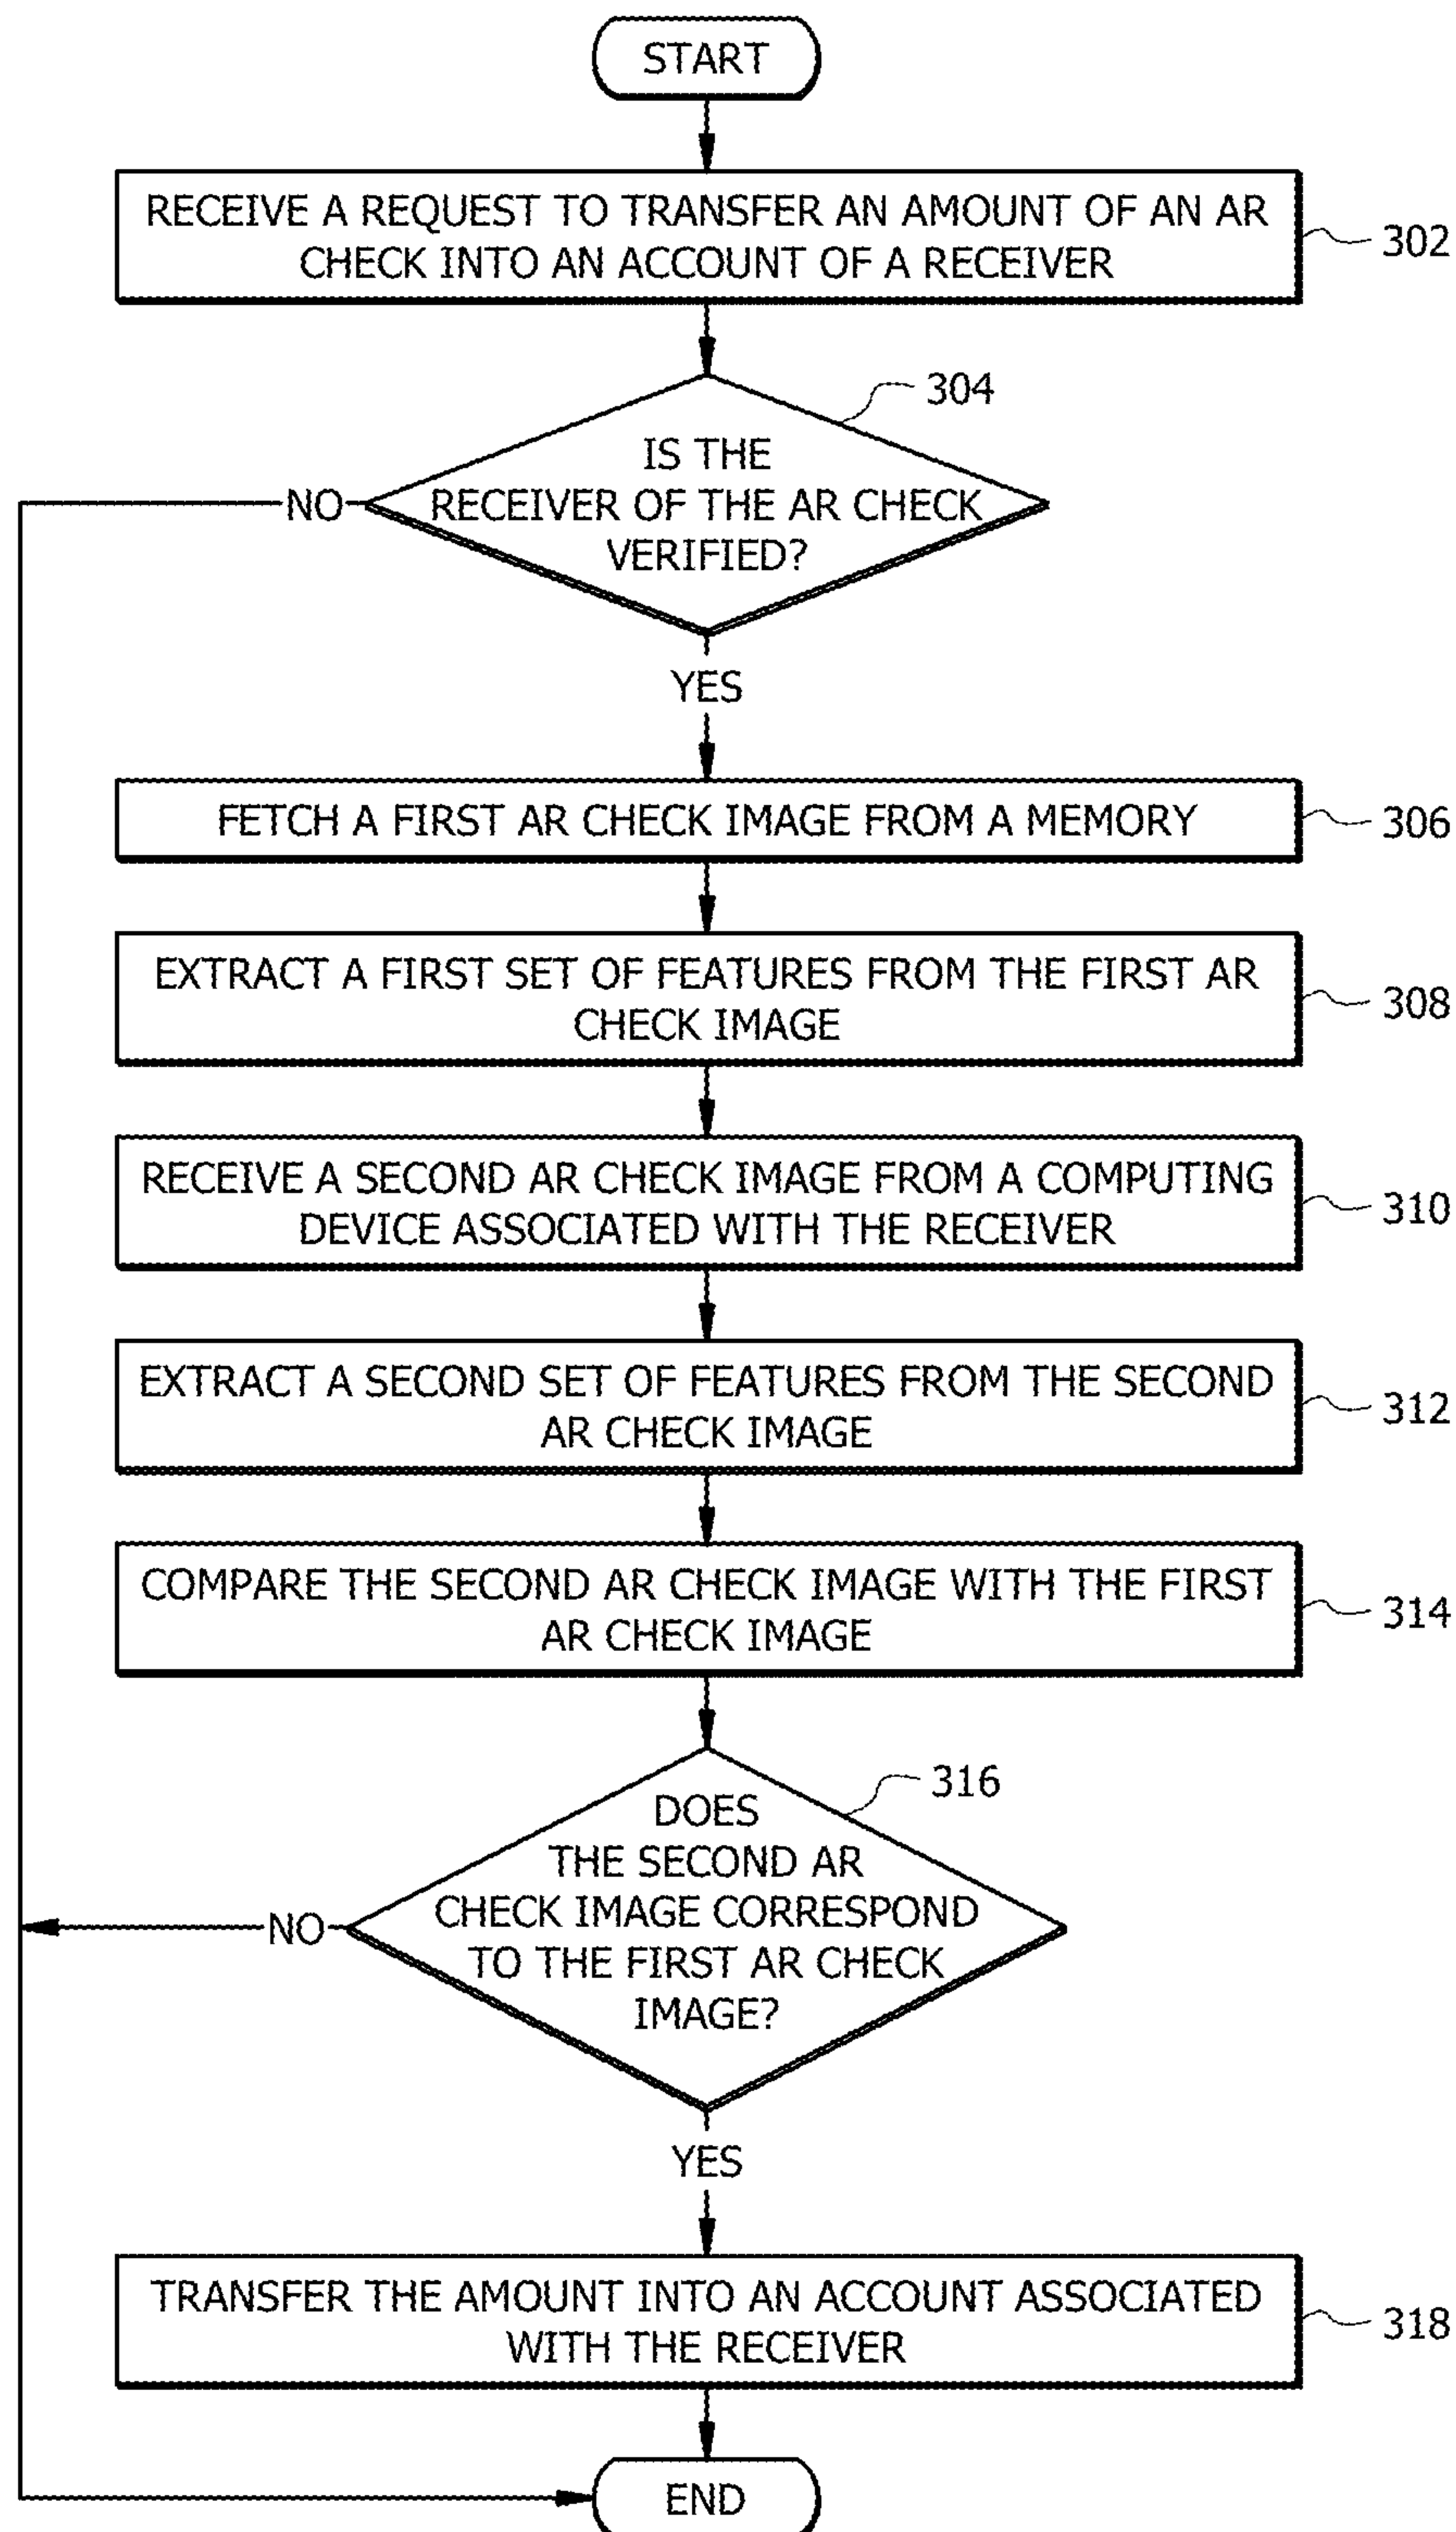 START
RECEIVE A REQUEST TO TRANSFER AN AMOUNT OF AN AR
CHECK INTO AN ACCOUNT OF A RECEIVER
302
304
IS THE
RECEIVER OF THE AR CHECK
VERIFIED?
NO
YES
FETCH A FIRST AR CHECK IMAGE FROM A MEMORY
306
EXTRACT A FIRST SET OF FEATURES FROM THE FIRST AR
CHECK IMAGE
308
RECEIVE A SECOND AR CHECK IMAGE FROM A COMPUTING
DEVICE ASSOCIATED WITH THE RECEIVER
310
EXTRACT A SECOND SET OF FEATURES FROM THE SECOND
AR CHECK IMAGE
312
COMPARE THE SECOND AR CHECK IMAGE WITH THE FIRST
AR CHECK IMAGE
314
316
DOES
THE SECOND AR
CHECK IMAGE CORRESPOND
TO THE FIRST AR CHECK
IMAGE?
NO
YES
TRANSFER THE AMOUNT INTO AN ACCOUNT ASSOCIATED
WITH THE RECEIVER
318
END